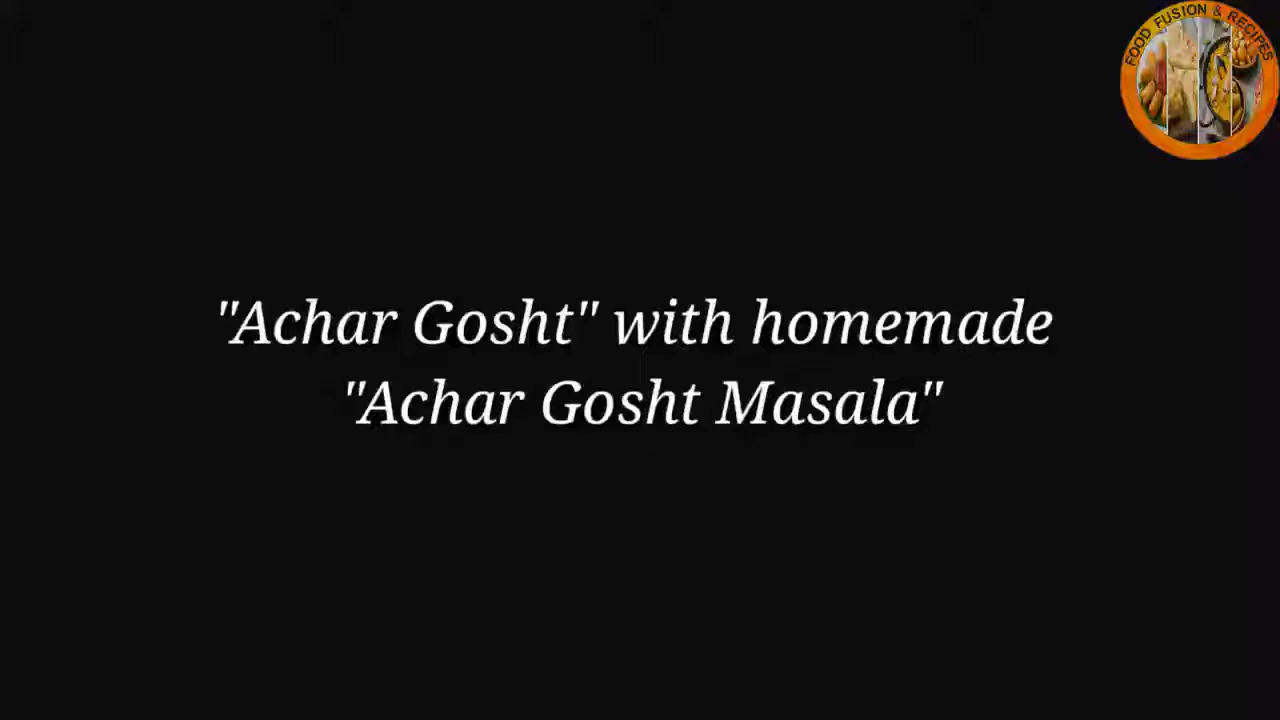 FOOD FUSION & RECIPES
"Achar Gosht" with homemade
"Achar Gosht Masala"